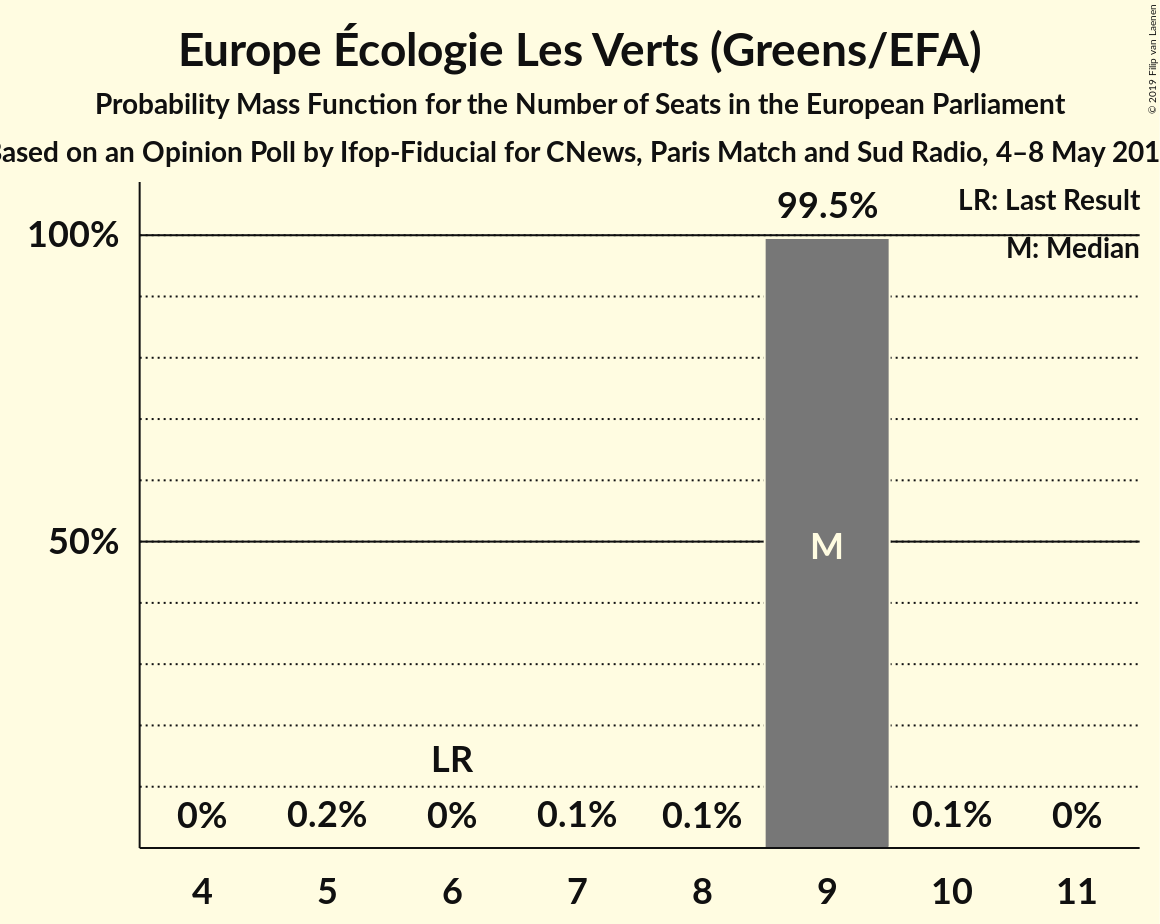 Europe Écologie Les Verts (Greens/EFA)
Probability Mass Function for the Number of Seats in the European Parliament
Based on an Opinion Poll by Ifop-Fiducial for CNews, Paris Match and Sud Radio, 4–8 May 201
© 2019 Filip van Laenen
LR: Last Result
M: Median
99.5%
100%
50%
M
LR
0% 0.2% 0% 0.1% 0.1% 0.1% 0%
4 5 6 7 8 9 10 11